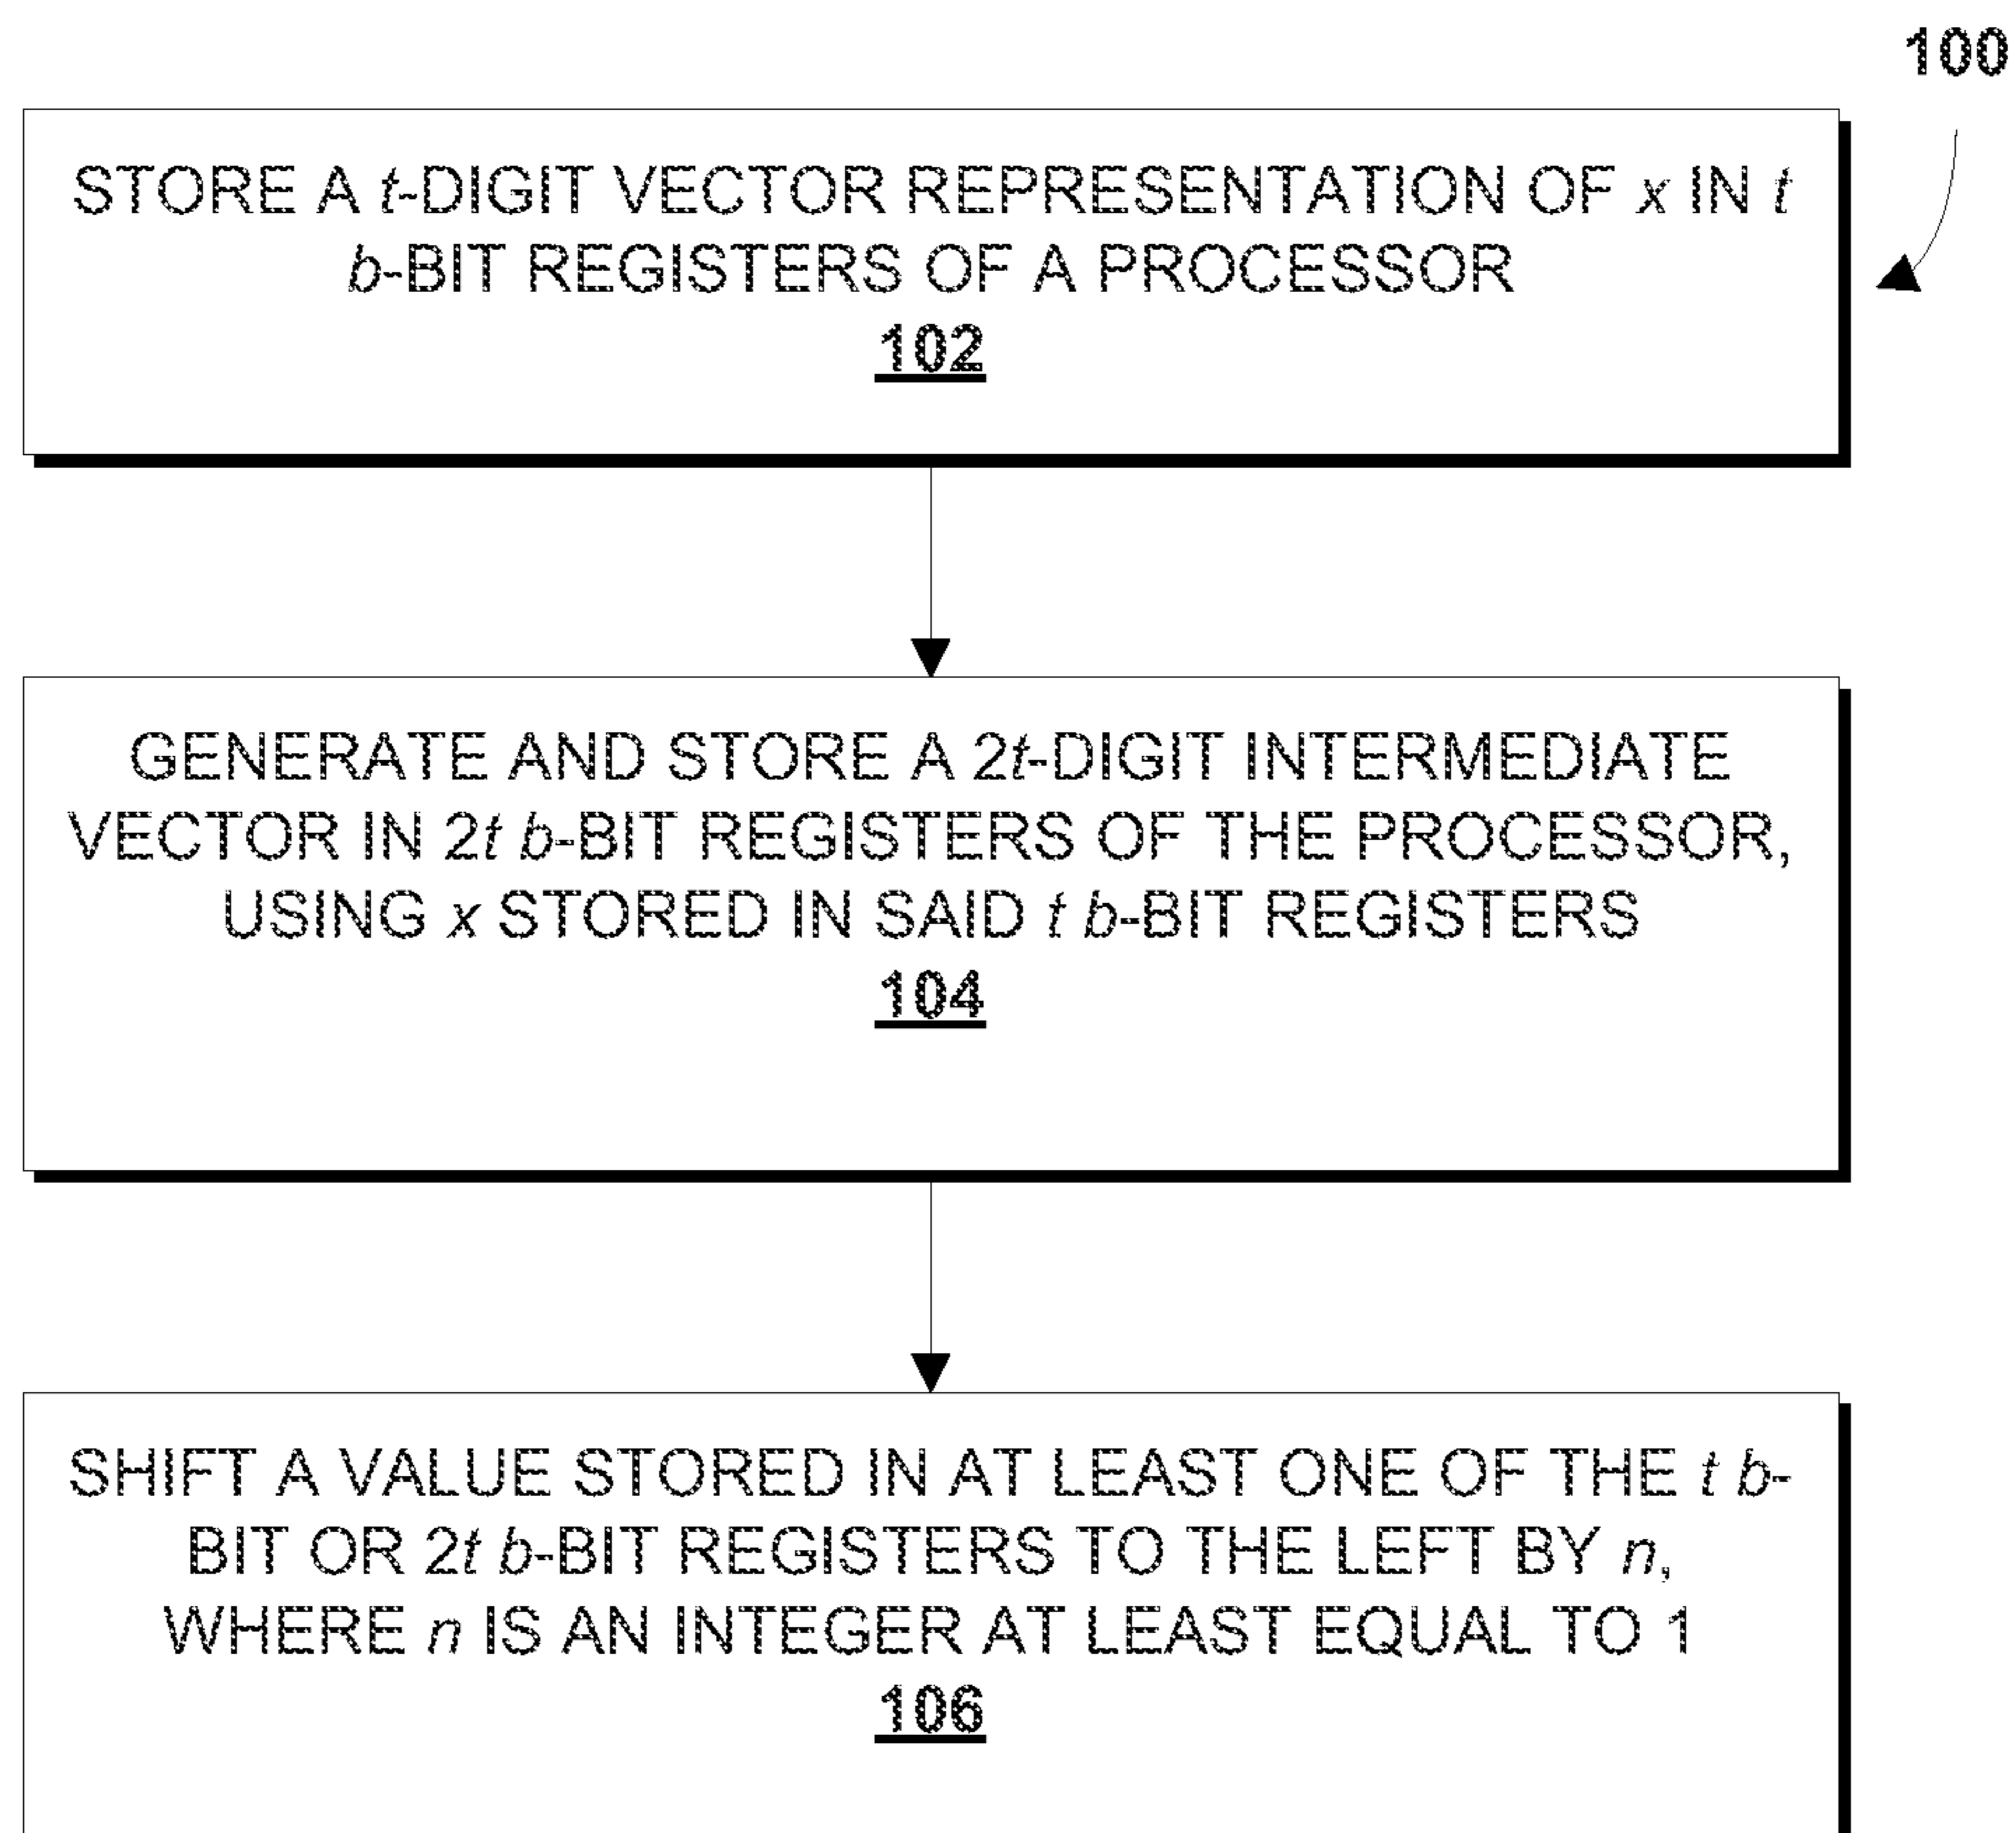 100
STORE A t-DIGIT VECTOR REPRESENTATION OF x IN t
b-BIT REGISTERS OF A PROCESSOR
102
GENERATE AND STORE A 2t-DIGIT INTERMEDIATE
VECTOR IN 2t b-BIT REGISTERS OF THE PROCESSOR,
USING x STORED IN SAID t b-BIT REGISTERS
104
SHIFT A VALUE STORED IN AT LEAST ONE OF THE t b-
BIT OR 2t b-BIT REGISTERS TO THE LEFT BY n,
WHERE n IS AN INTEGER AT LEAST EQUAL TO 1
106